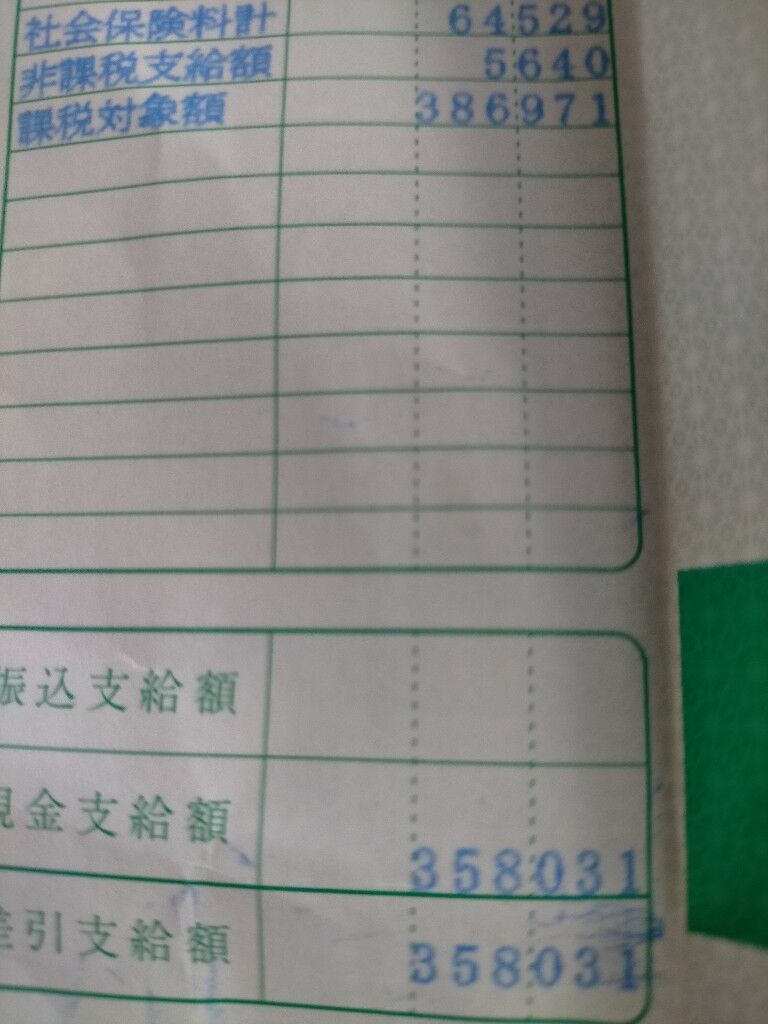 社会保険料計 64529
非課税支給額 5640
課税対象額 386971
振込支給額
現金支給額 358031
差引支給額 358031